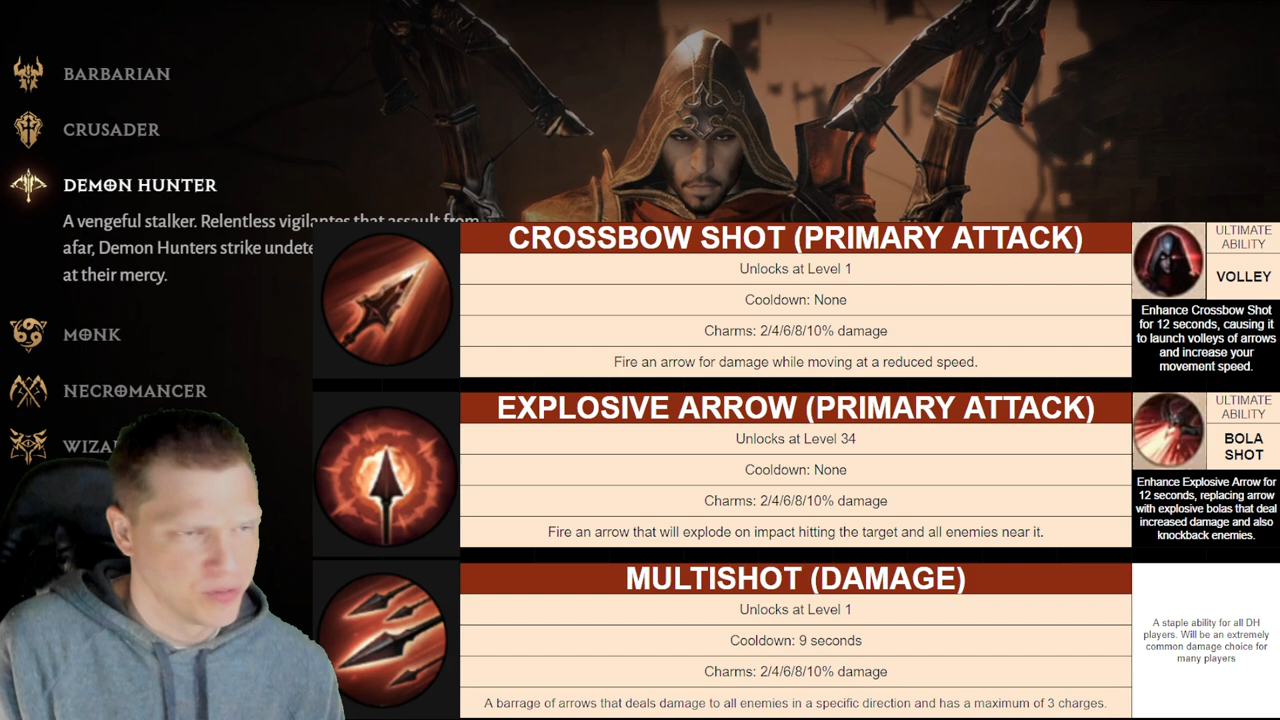 BARBARIAN
CRUSADER
DEMON HUNTER
A vengeful stalker. Relentless vigilantes that assault from
afar, Demon Hunters strike undete
at their mercy.
MONK
NECROMANCER
WIZA
CROSSBOW SHOT (PRIMARY ATTACK)
Unlocks at Level 1
Cooldown: None
Charms: 2/4/6/8/10% damage
Fire an arrow for damage while moving at a reduced speed.
ULTIMATE
ABILITY
VOLLEY
Enhance Crossbow Shot
for 12 seconds, causing it
to launch volleys of arrows
and increase your
movement speed.
EXPLOSIVE ARROW (PRIMARY ATTACK)
Unlocks at Level 34
Cooldown: None
Charms: 2/4/6/8/10% damage
Fire an arrow that will explode on impact hitting the target and all enemies near it.
ULTIMATE
ABILITY
BOLA
SHOT
Enhance Explosive Arrow for
12 seconds, replacing arrow
with explosive bolas that deal
increased damage and also
knockback enemies.
MULTISHOT (DAMAGE)
Unlocks at Level 1
Cooldown: 9 seconds
Charms: 2/4/6/8/10% damage
A barrage of arrows that deals damage to all enemies in a specific direction and has a maximum of 3 charges.
A staple ability for all DH
players. Will be an extremely
common damage choice for
many players